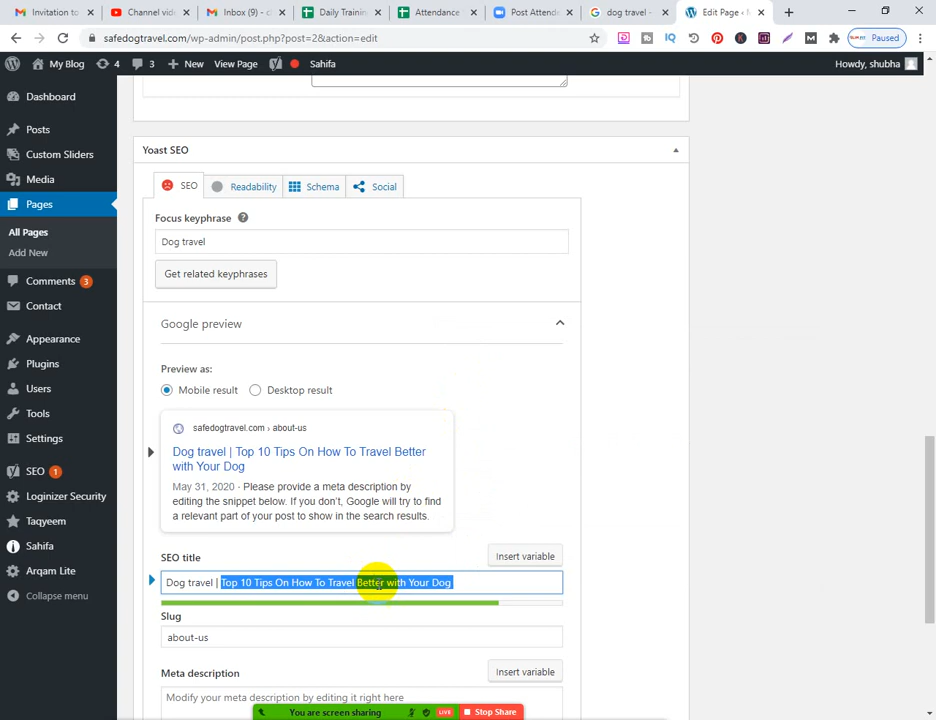 Invitation to
Channel vide
Inbox (9) - c
Daily Training
Attendance
Post Attende
dog travel -
Edit Page ‹
safedogtravel.com/wp-admin/post.php?post=2&action=edit
Paused
My Blog 4 3 New View Page Sahifa
Howdy, shubha
Dashboard
Posts
Custom Sliders
Media
Pages
All Pages
Add New
Comments 3
Contact
Appearance
Plugins
Users
Tools
Settings
SEO 1
Loginizer Security
Taqyeem
Sahifa
Arqam Lite
Collapse menu
Yoast SEO
SEO Readability Schema Social
Focus keyphrase
Dog travel
Get related keyphrases
Google preview
Preview as:
Mobile result Desktop result
safedogtravel.com › about-us
Dog travel | Top 10 Tips On How To Travel Better
with Your Dog
May 31, 2020 · Please provide a meta description by
editing the snippet below. If you don't, Google will try to find
a relevant part of your post to show in the search results.
SEO title Insert variable
Dog travel | Top 10 Tips On How To Travel Better with Your Dog
Slug
about-us
Meta description Insert variable
Modify your meta description by editing it right here
You are screen sharing LIVE Stop Share